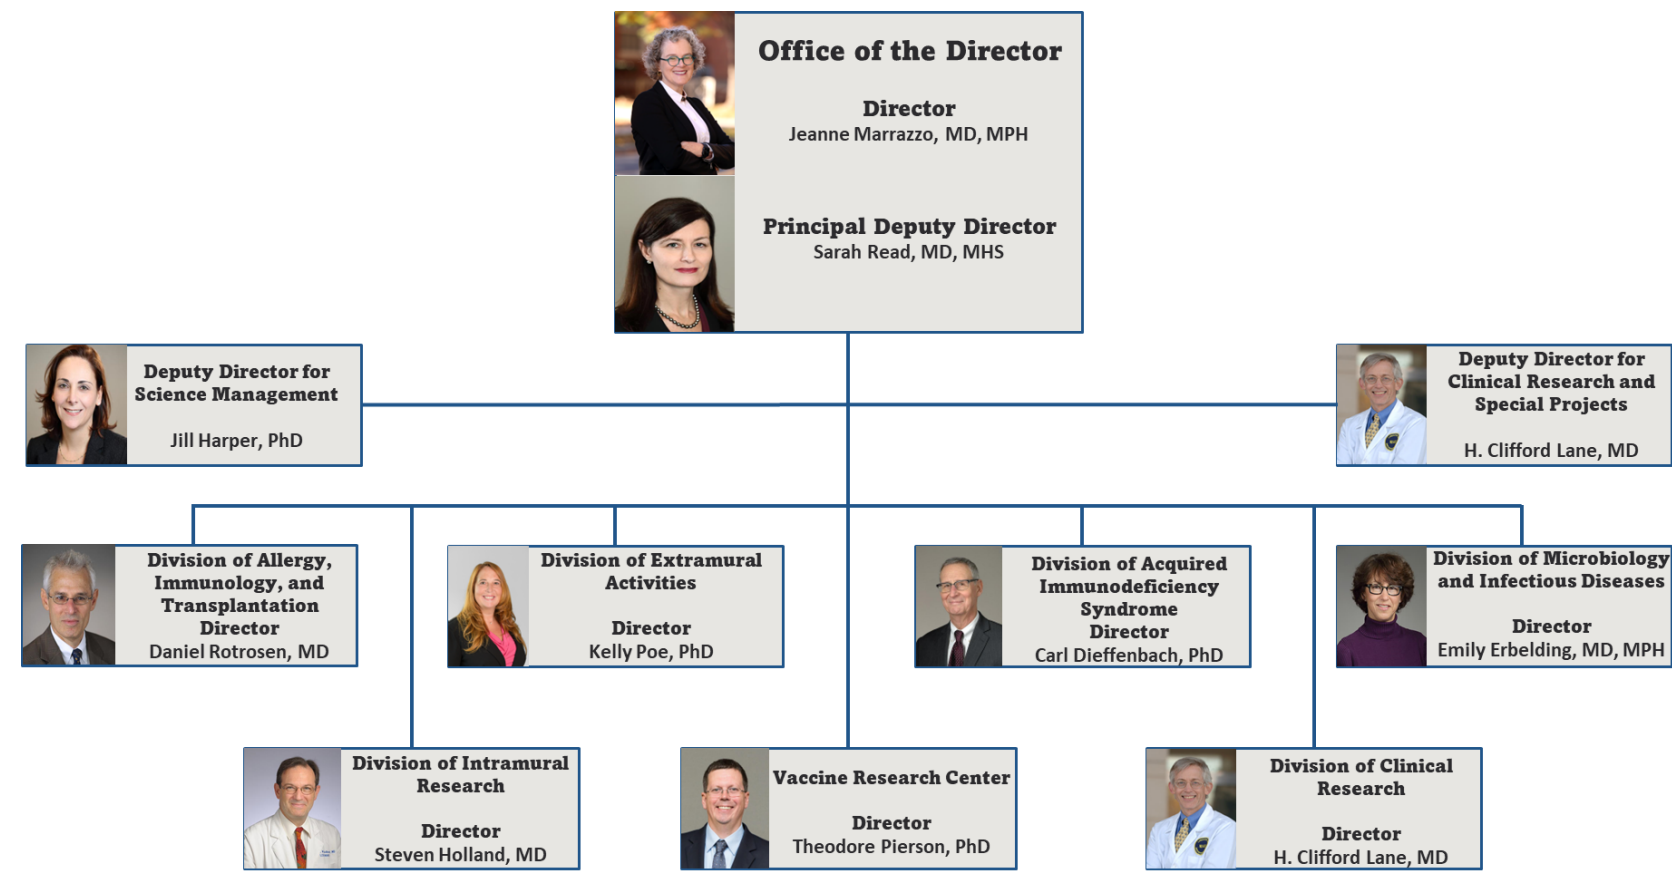 Office of the Director
Director
Jeanne Marrazzo, MD, MPH
Principal Deputy Director
Sarah Read, MD, MHS
Deputy Director for
Science Management
Jill Harper, PhD
Deputy Director for
Clinical Research and
Special Projects
H. Clifford Lane, MD
Division of Allergy,
Immunology, and
Transplantation
Director
Daniel Rotrosen, MD
Division of Extramural
Activities
Director
Kelly Poe, PhD
Division of Acquired
Immunodeficiency
Syndrome
Director
Carl Dieffenbach, PhD
Division of Microbiology
and Infectious Diseases
Director
Emily Erbelding, MD, MPH
Division of Intramural
Research
Director
Steven Holland, MD
Vaccine Research Center
Director
Theodore Pierson, PhD
Division of Clinical
Research
Director
H. Clifford Lane, MD